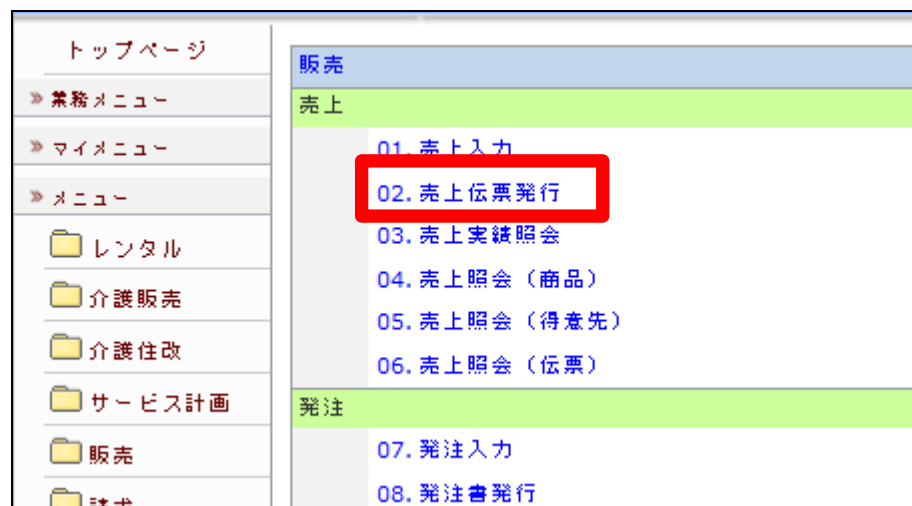 トップページ
» 業務メニュー
» マイメニュー
» メニュー
レンタル
介護販売
介護住改
サービス計画
販売
請求
販売
売上
01.売上入力
02.売上伝票発行
03.売上実績照会
04.売上照会（商品）
05.売上照会（得意先）
06.売上照会（伝票）
発注
07.発注入力
08.発注書発行